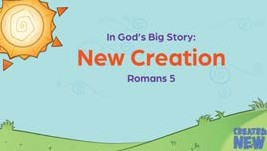 In God's Big Story:
New Creation
Romans 5
CREATED
NEW